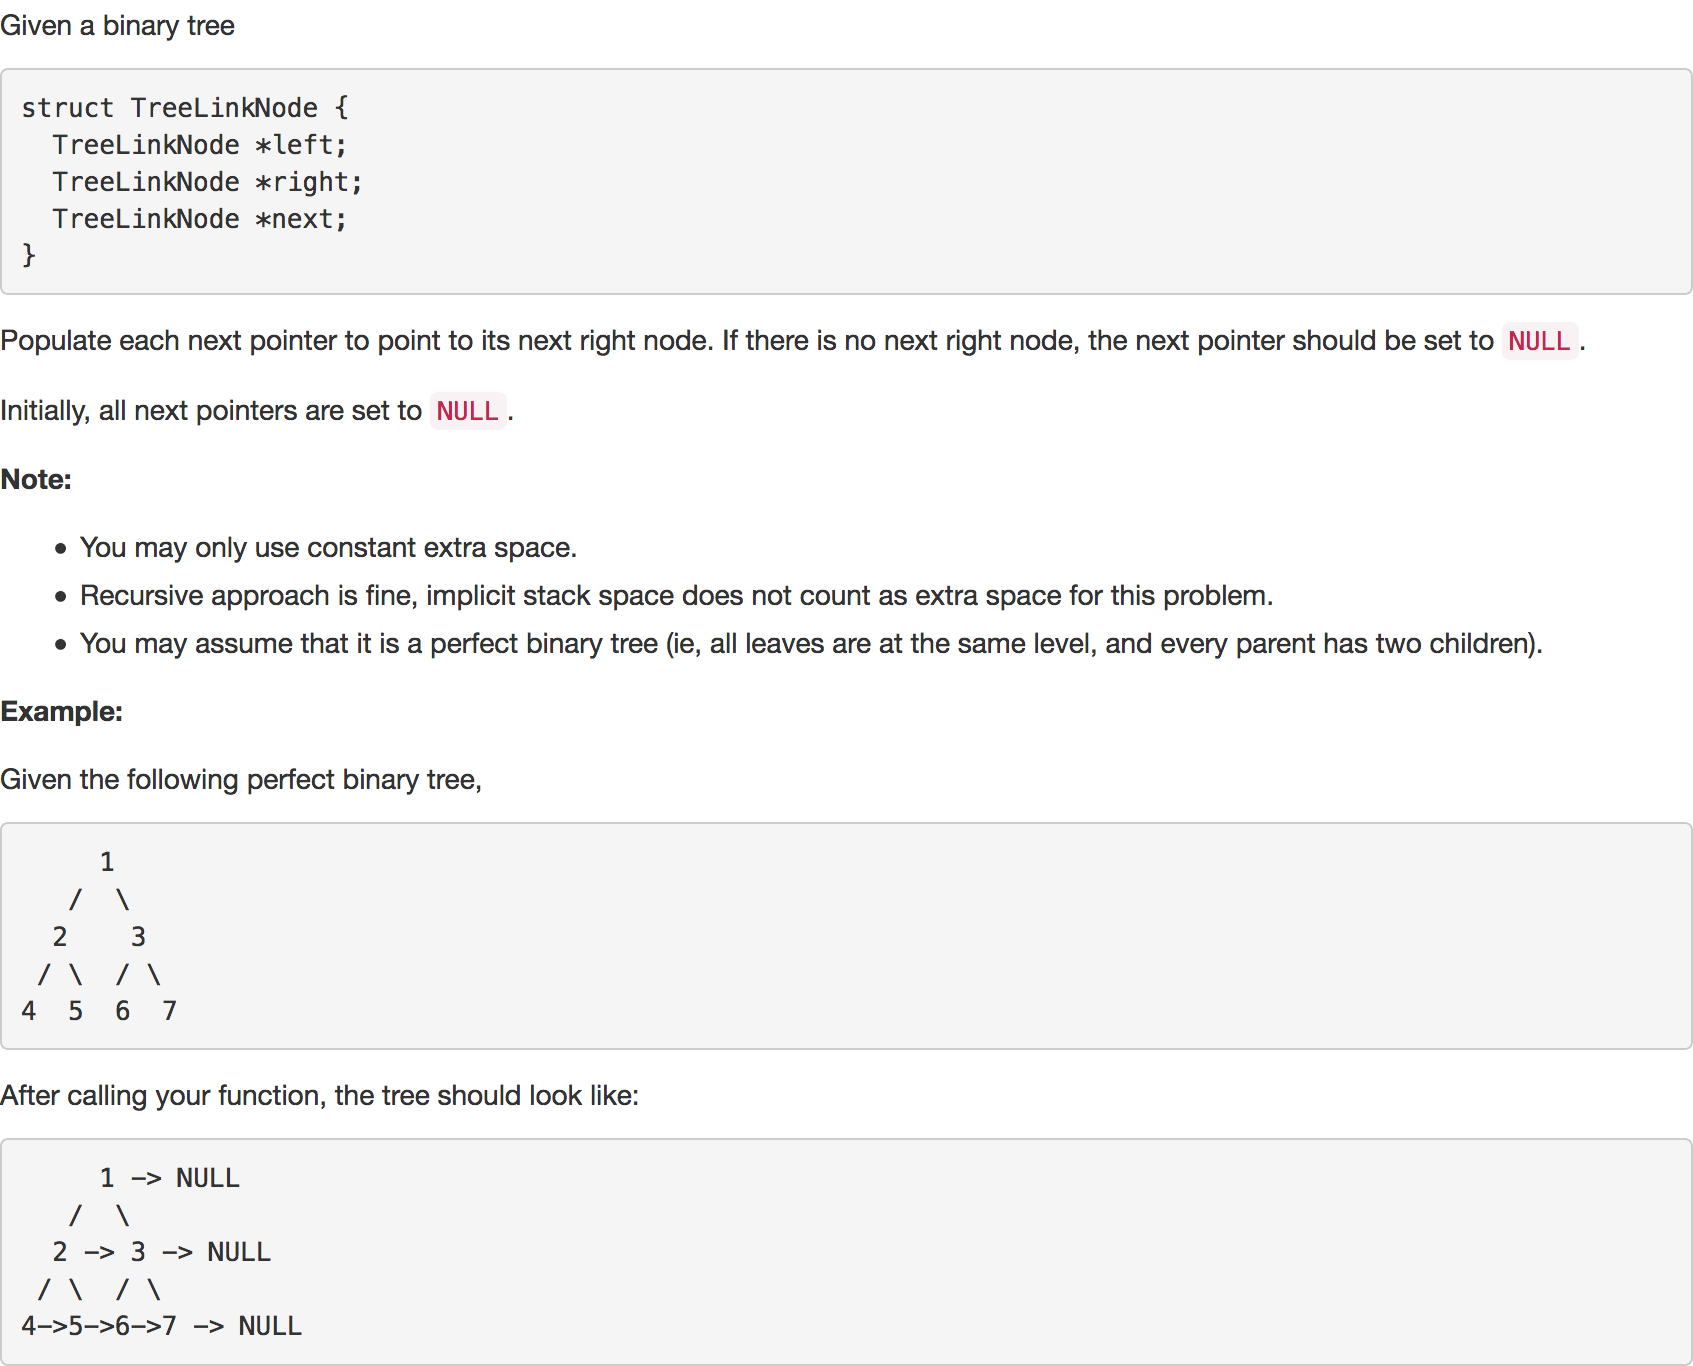 Given a binary tree
struct TreeLinkNode {
  TreeLinkNode *left;
  TreeLinkNode *right;
  TreeLinkNode *next;
}
Populate each next pointer to point to its next right node. If there is no next right node, the next pointer should be set to NULL.
Initially, all next pointers are set to NULL.
Note:
• You may only use constant extra space.
• Recursive approach is fine, implicit stack space does not count as extra space for this problem.
• You may assume that it is a perfect binary tree (ie, all leaves are at the same level, and every parent has two children).
Example:
Given the following perfect binary tree,
     1
   /  \
  2    3
 / \  / \
4  5  6  7
After calling your function, the tree should look like:
     1 -> NULL
   /  \
  2 -> 3 -> NULL
 / \  / \
4->5->6->7 -> NULL